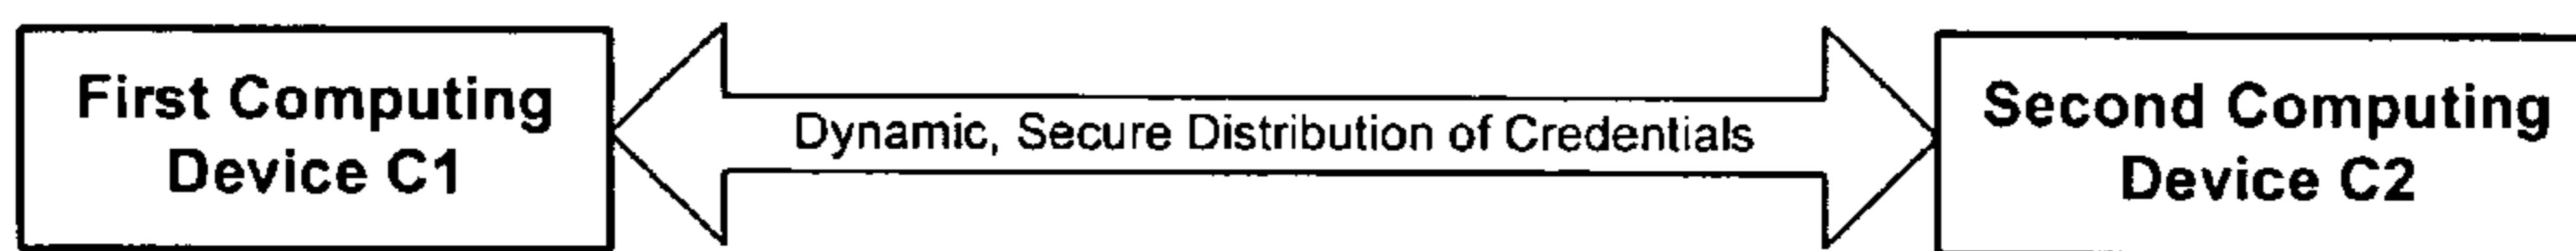 First Computing
Device C1
Dynamic, Secure Distribution of Credentials
Second Computing
Device C2